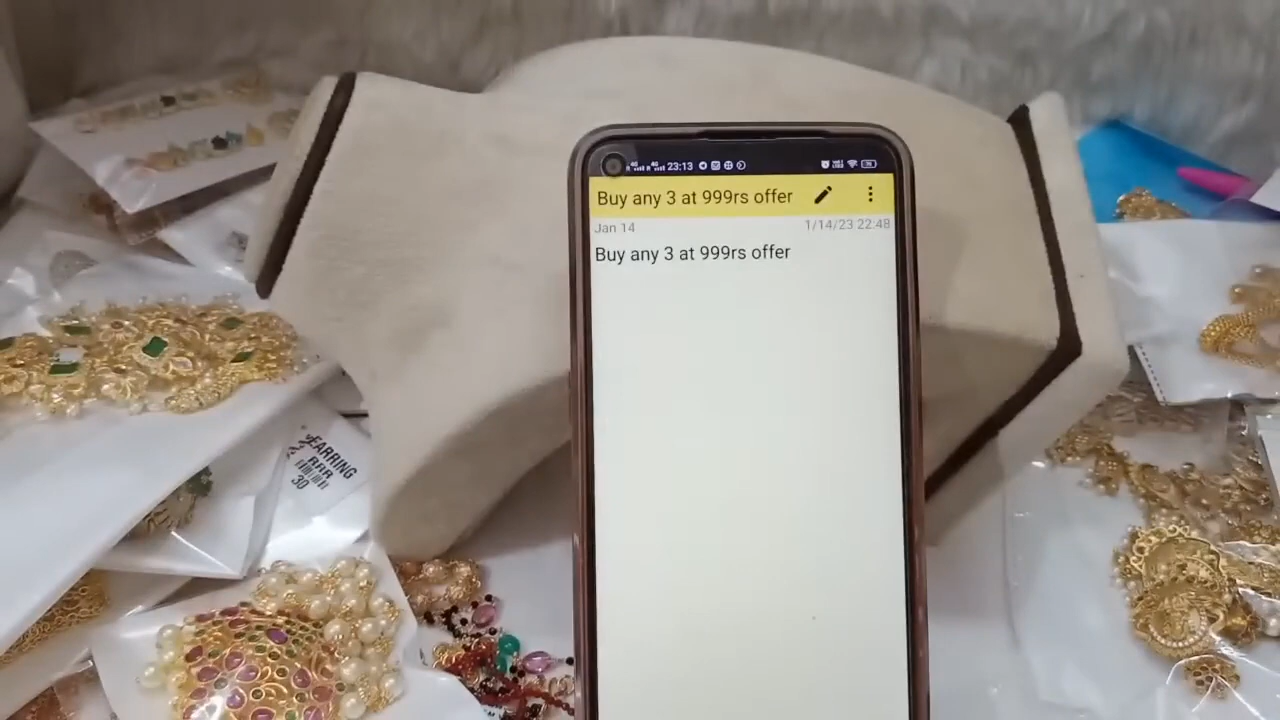 23:13
Buy any 3 at 999rs offer
Jan 14
1/14/23 22:48
Buy any 3 at 999rs offer
EARRING
30